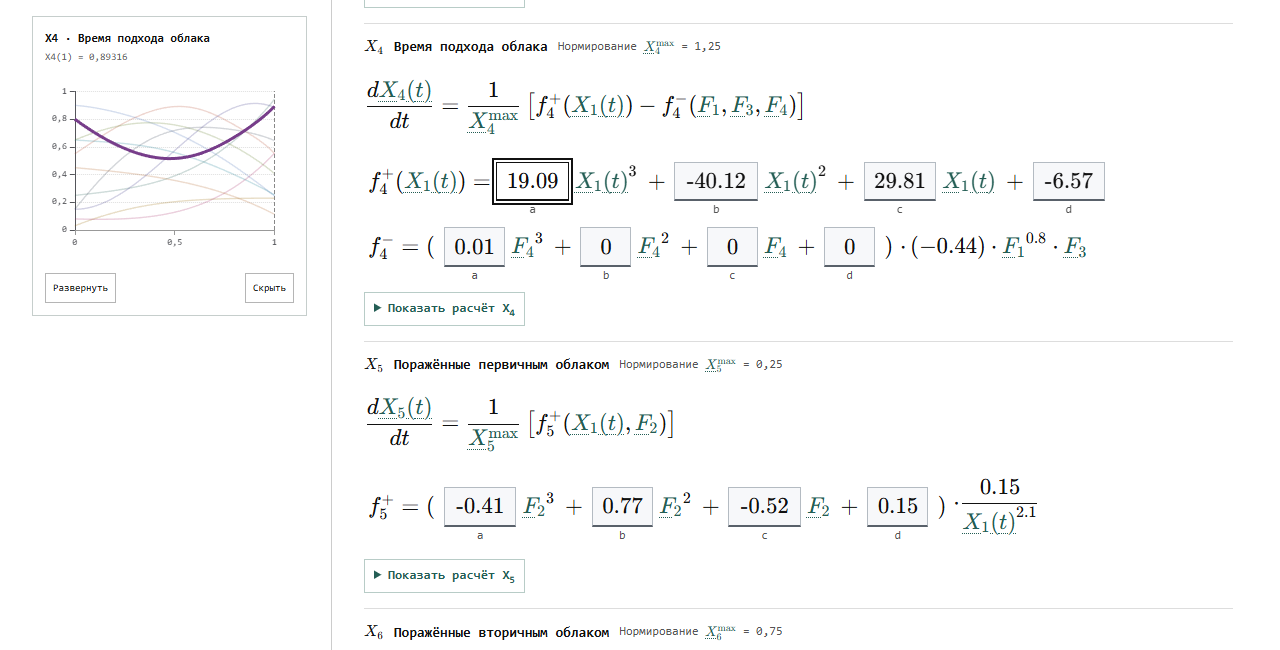 X4 · Время подхода облака
X4(1) = 0,89316
1
0,8
0,6
0,4
0,2
0
0 0,5 1
Развернуть Скрыть
X₄ Время подхода облака Нормирование X₄ᵐᵃˣ = 1,25
dX₄(t)/dt = 1/X₄ᵐᵃˣ [f₄⁺(X₁(t)) − f₄⁻(F₁, F₃, F₄)]
f₄⁺(X₁(t)) = 19.09 X₁(t)³ + -40.12 X₁(t)² + 29.81 X₁(t) + -6.57
a b c d
f₄⁻ = ( 0.01 F₄³ + 0 F₄² + 0 F₄ + 0 ) · (−0.44) · F₁^0.8 · F₃
a b c d
▶ Показать расчёт X₄
X₅ Поражённые первичным облаком Нормирование X₅ᵐᵃˣ = 0,25
dX₅(t)/dt = 1/X₅ᵐᵃˣ [f₅⁺(X₁(t), F₂)]
f₅⁺ = ( -0.41 F₂³ + 0.77 F₂² + -0.52 F₂ + 0.15 ) · 0.15/X₁(t)^2.1
a b c d
▶ Показать расчёт X₅
X₆ Поражённые вторичным облаком Нормирование X₆ᵐᵃˣ = 0,75